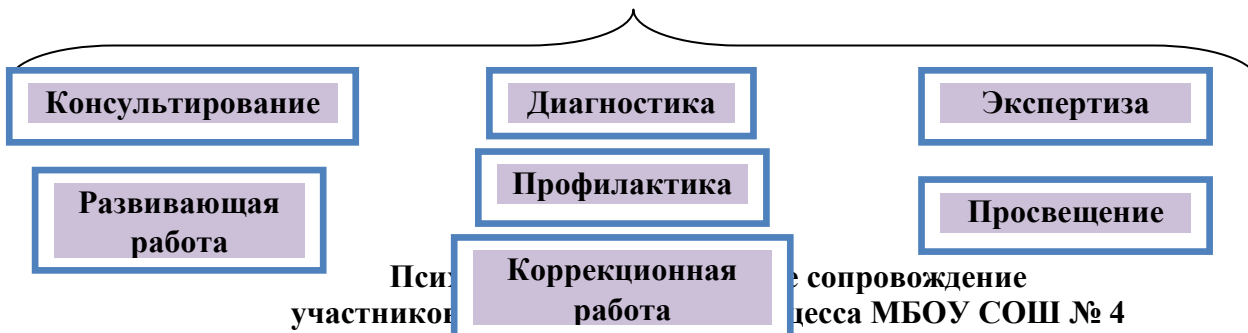 Консультирование
Диагностика
Экспертиза
Развивающая
работа
Профилактика
Просвещение
Коррекционная
работа
сопровождение
МБОУ СОШ № 4